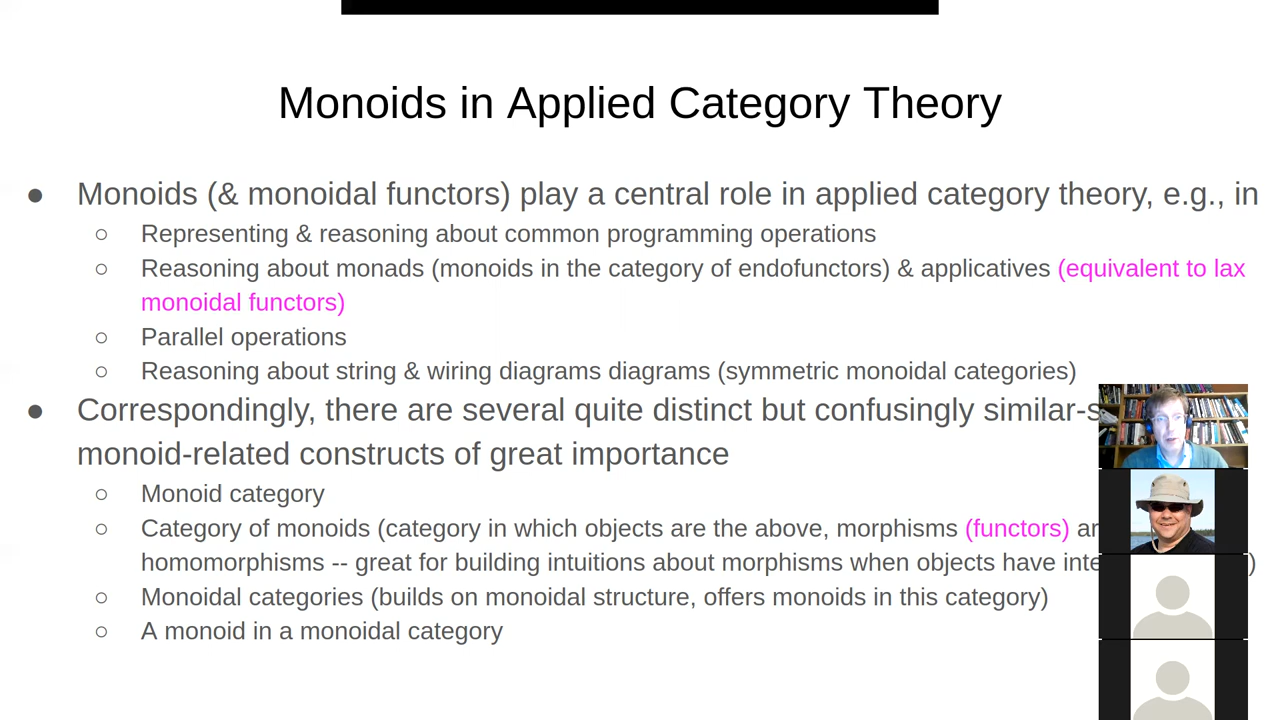 Monoids in Applied Category Theory
● Monoids (& monoidal functors) play a central role in applied category theory, e.g., in
○ Representing & reasoning about common programming operations
○ Reasoning about monads (monoids in the category of endofunctors) & applicatives (equivalent to lax
monoidal functors)
○ Parallel operations
○ Reasoning about string & wiring diagrams diagrams (symmetric monoidal categories)
● Correspondingly, there are several quite distinct but confusingly
monoid-related constructs of great importance
○ Monoid category
○ Category of monoids (category in which objects are the above, morphisms (functors)
homomorphisms -- great for building intuitions about morphisms when objects have )
○ Monoidal categories (builds on monoidal structure, offers monoids in this category)
○ A monoid in a monoidal category